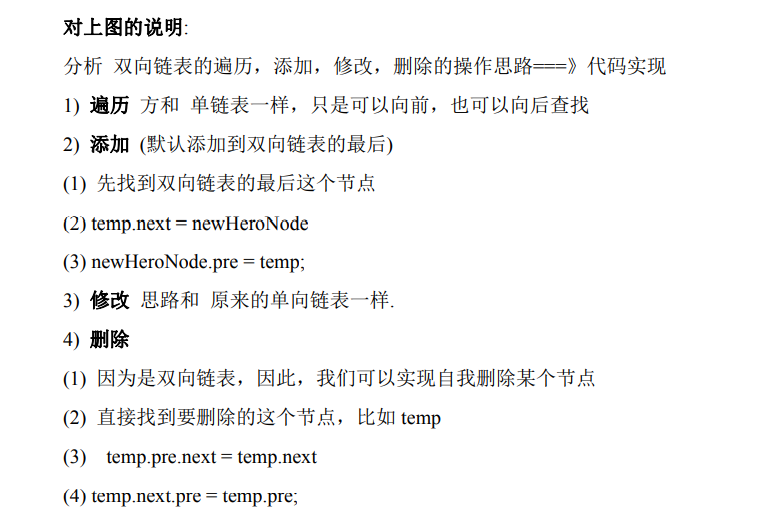 对上图的说明:
分析 双向链表的遍历，添加，修改，删除的操作思路===》代码实现
1) 遍历 方和 单链表一样，只是可以向前，也可以向后查找
2) 添加 (默认添加到双向链表的最后)
(1) 先找到双向链表的最后这个节点
(2) temp.next = newHeroNode
(3) newHeroNode.pre = temp;
3) 修改 思路和 原来的单向链表一样.
4) 删除
(1) 因为是双向链表，因此，我们可以实现自我删除某个节点
(2) 直接找到要删除的这个节点，比如 temp
(3) temp.pre.next = temp.next
(4) temp.next.pre = temp.pre;